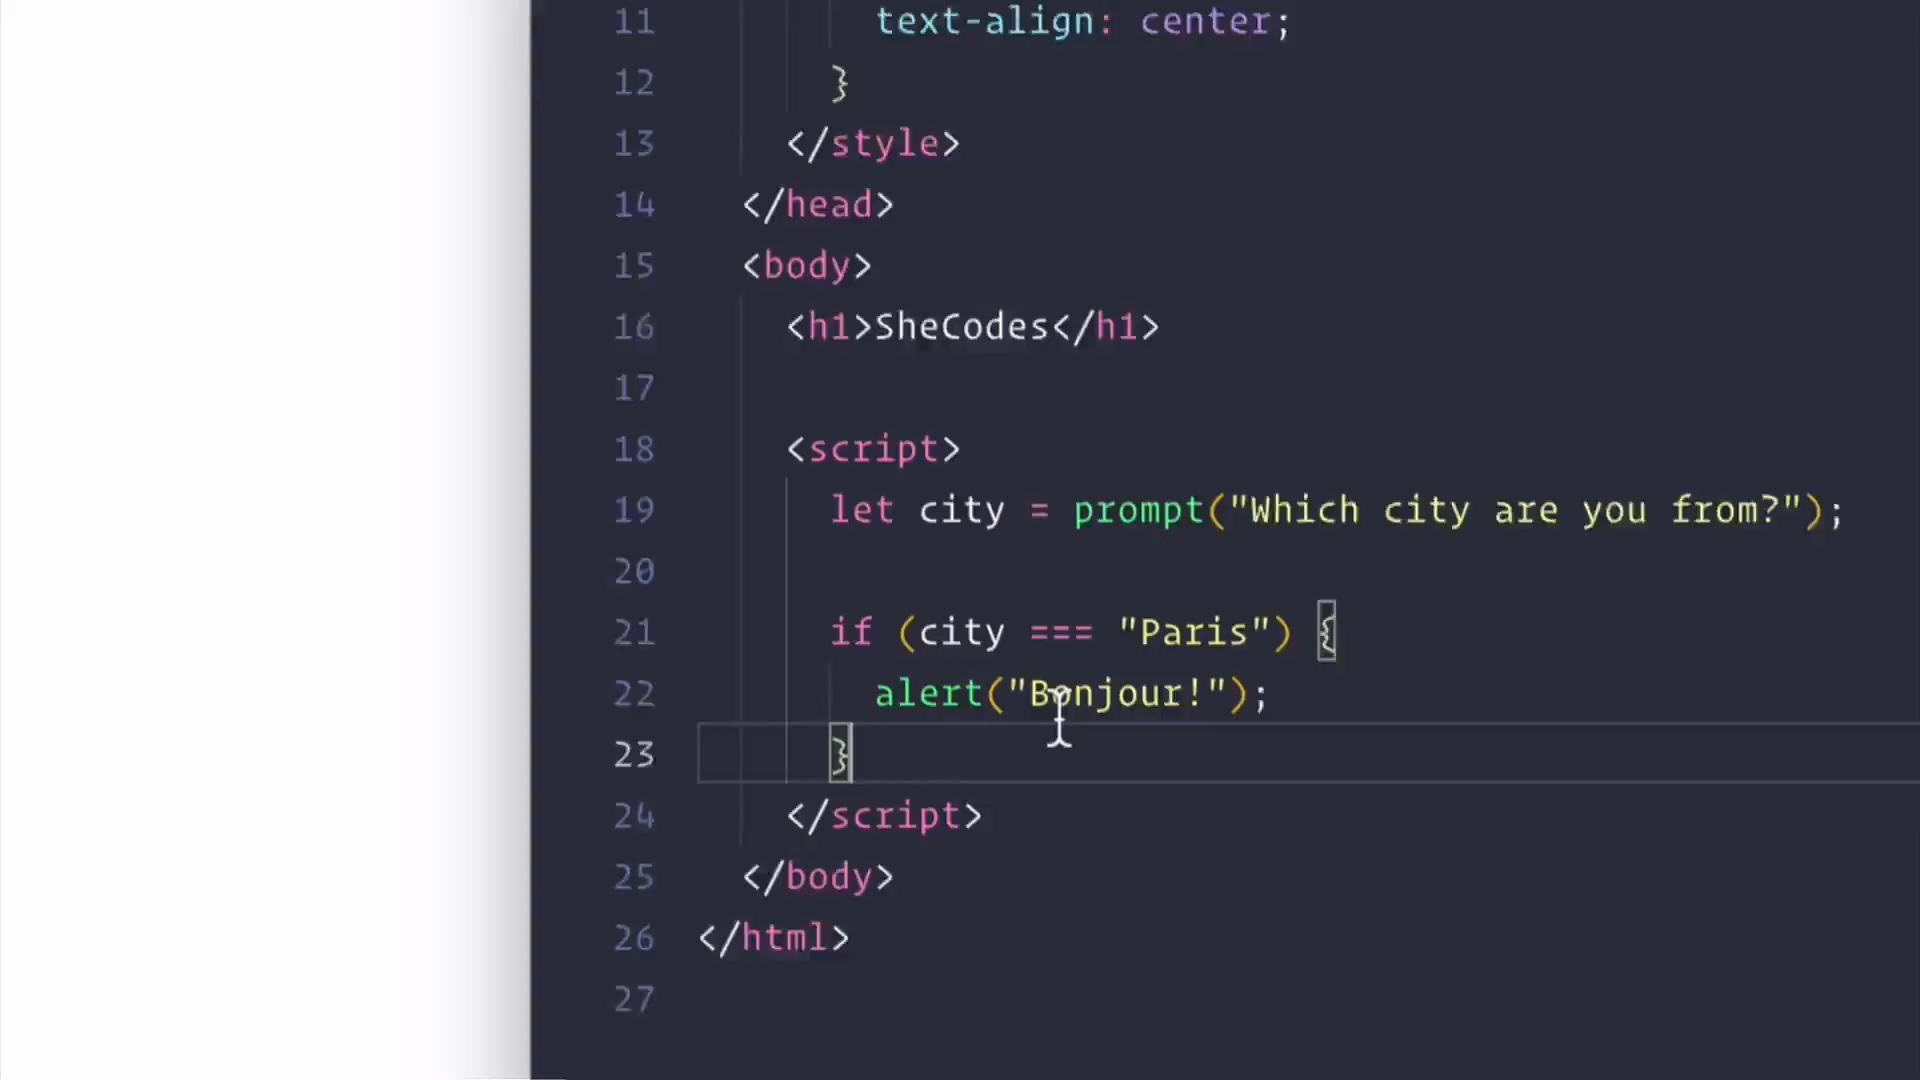 11 text-align: center;
12 }
13 </style>
14 </head>
15 <body>
16 <h1>SheCodes</h1>
17
18 <script>
19 let city = prompt("Which city are you from?");
20
21 if (city === "Paris") {
22 alert("Bonjour!");
23 }
24 </script>
25 </body>
26 </html>
27